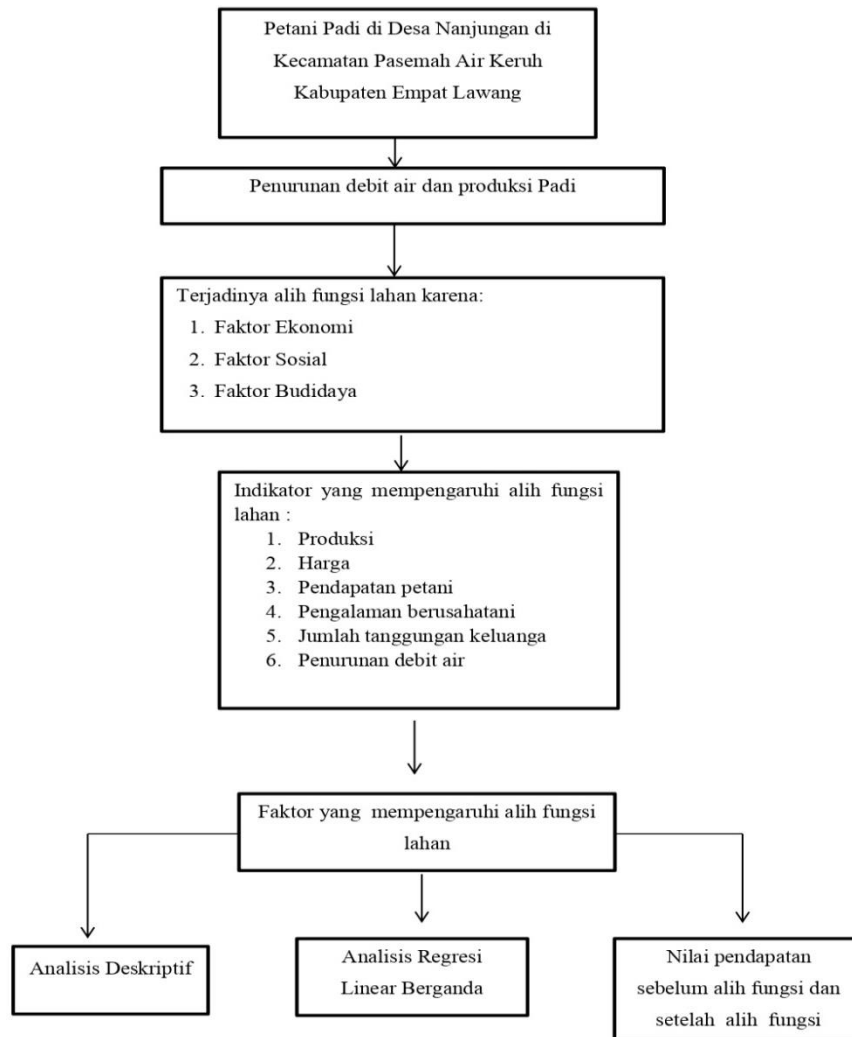 Petani Padi di Desa Nanjungan di
Kecamatan Pasemah Air Keruh
Kabupaten Empat Lawang
Penurunan debit air dan produksi Padi
Terjadinya alih fungsi lahan karena:
1. Faktor Ekonomi
2. Faktor Sosial
3. Faktor Budidaya
Indikator yang mempengaruhi alih fungsi
lahan :
1. Produksi
2. Harga
3. Pendapatan petani
4. Pengalaman berusahatani
5. Jumlah tanggungan keluanga
6. Penurunan debit air
Faktor yang mempengaruhi alih fungsi
lahan
Analisis Deskriptif
Analisis Regresi
Linear Berganda
Nilai pendapatan
sebelum alih fungsi dan
setelah alih fungsi